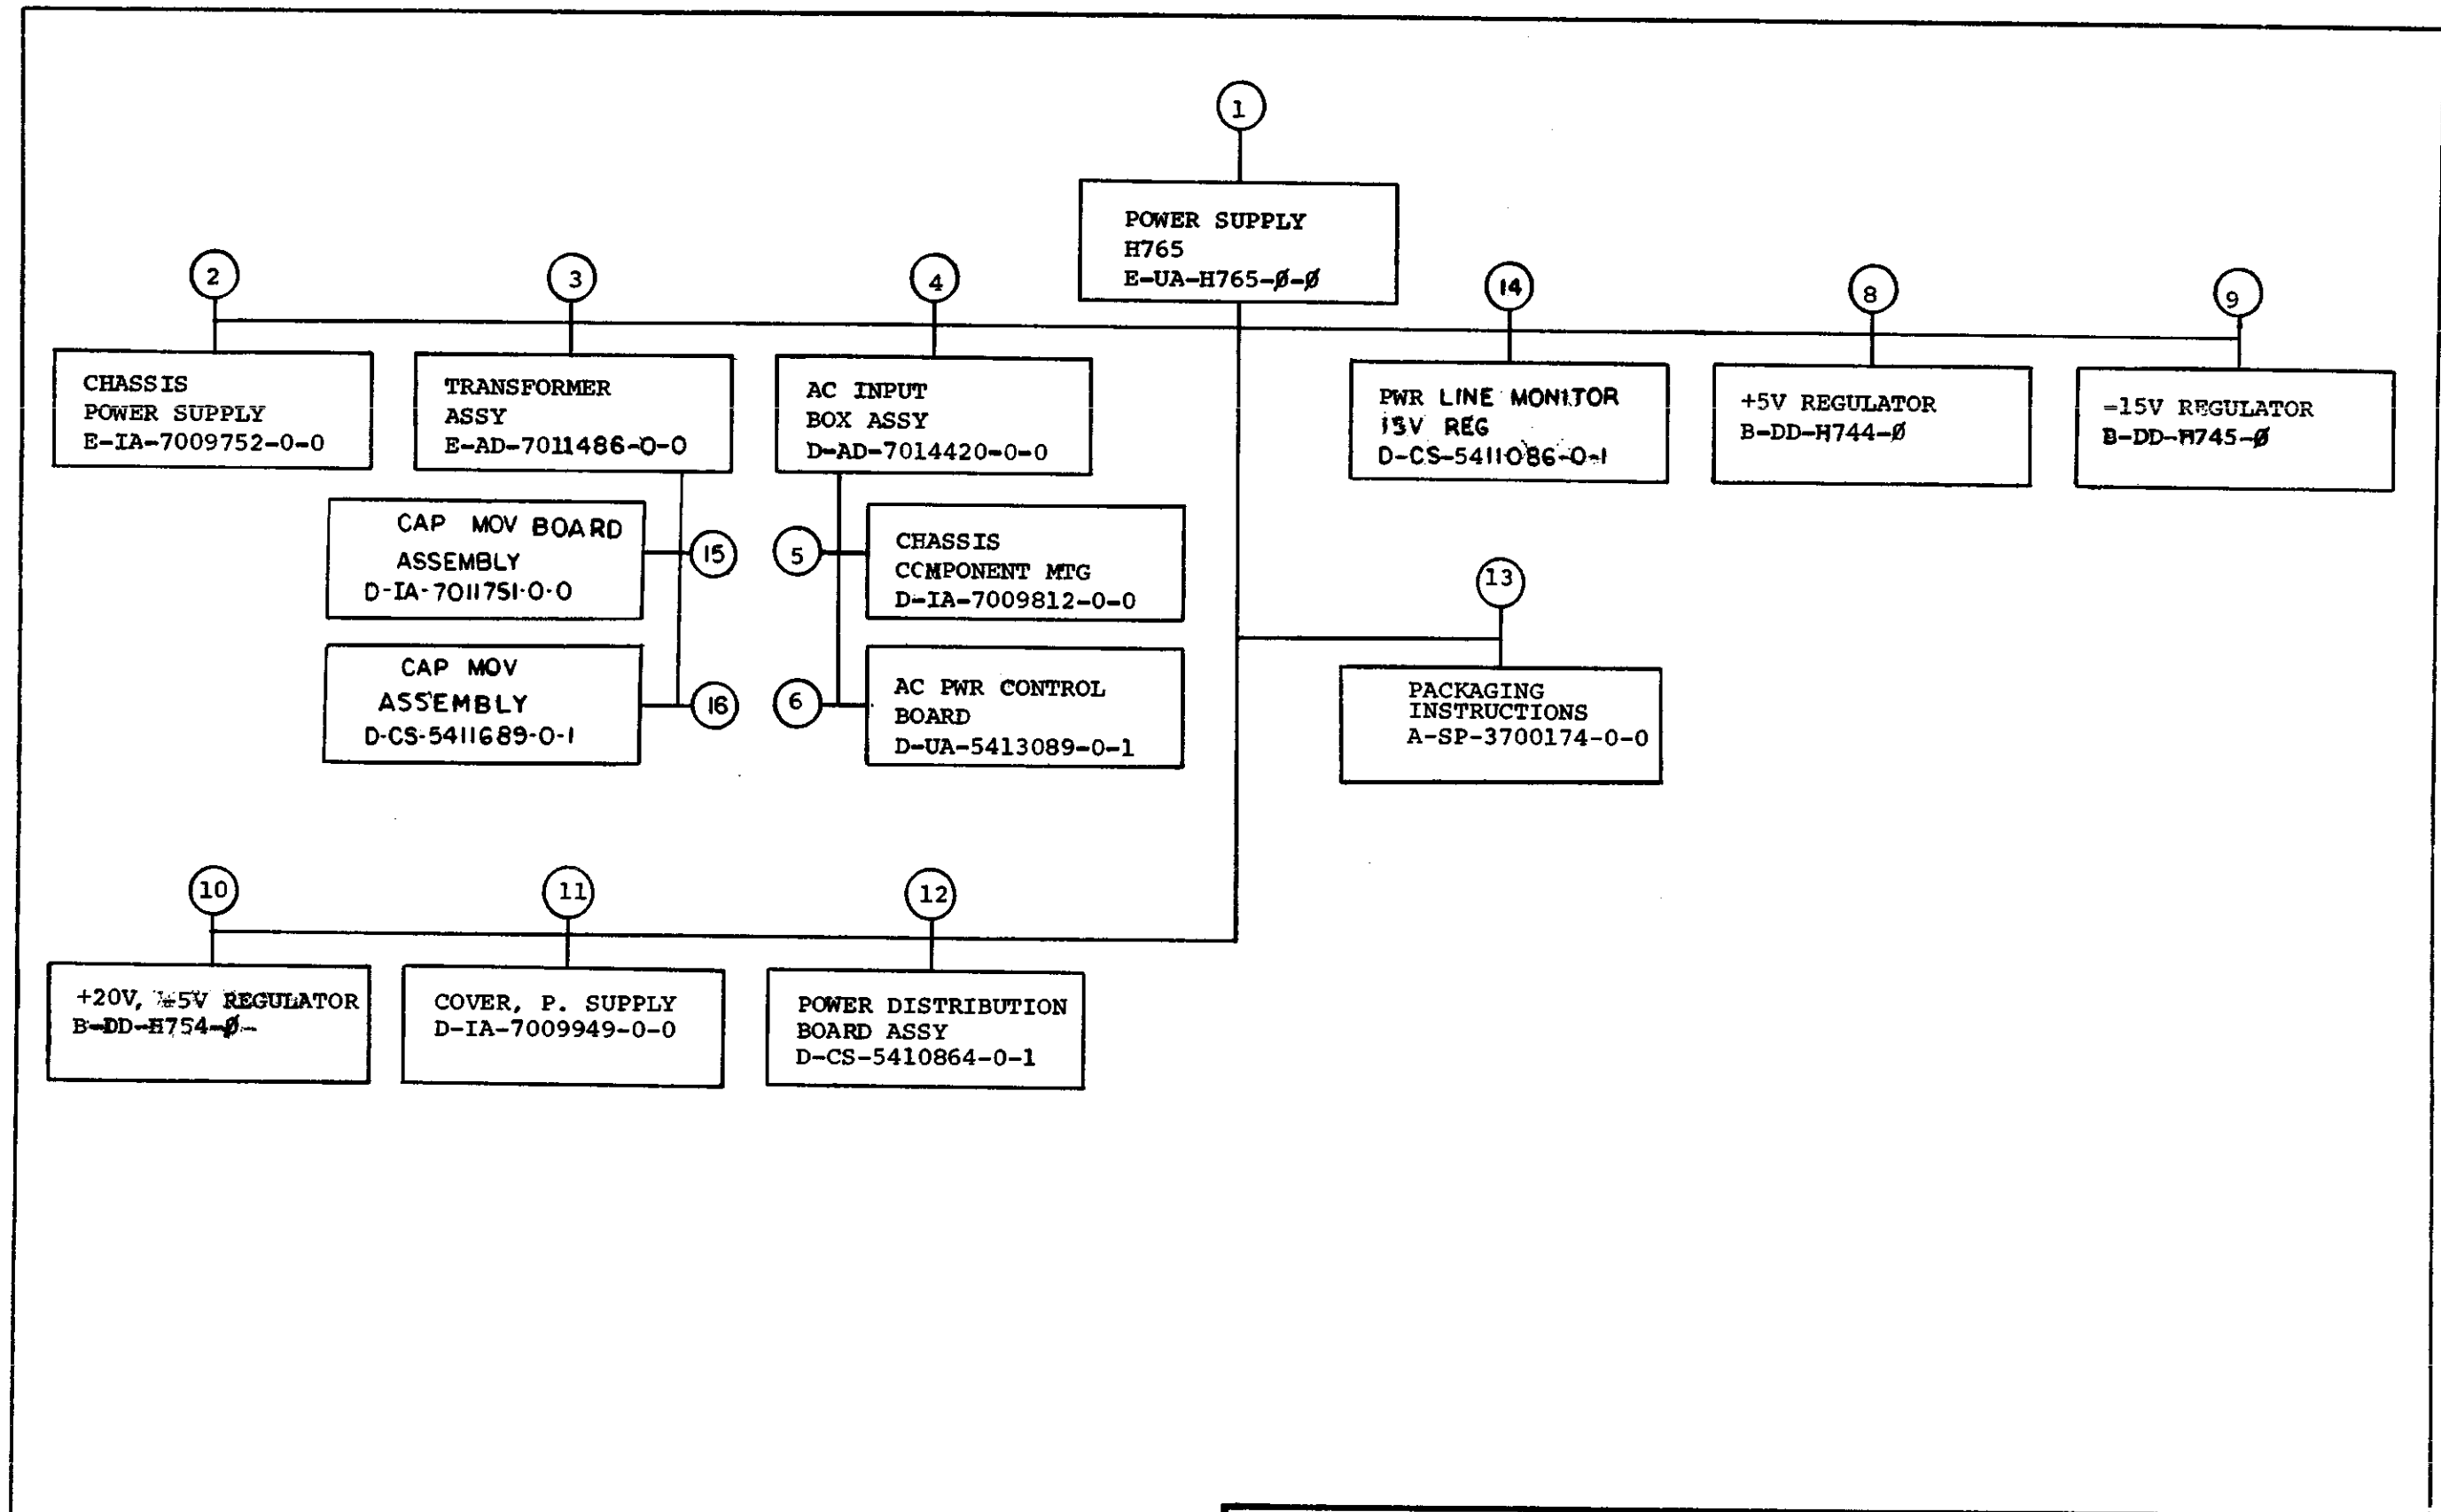 1
POWER SUPPLY
H765
E-UA-H765-Ø-Ø
2
CHASSIS
POWER SUPPLY
E-IA-7009752-0-0
3
TRANSFORMER
ASSY
E-AD-7011486-0-0
4
AC INPUT
BOX ASSY
D-AD-7014420-0-0
14
PWR LINE MONITOR
15V REG
D-CS-5411086-0-1
8
+5V REGULATOR
B-DD-H744-Ø
9
-15V REGULATOR
B-DD-H745-Ø
CAP MOV BOARD
ASSEMBLY
D-IA-7011751-0-0
15
CAP MOV
ASSEMBLY
D-CS-5411689-0-1
16
5
CHASSIS
COMPONENT MTG
D-IA-7009812-0-0
6
AC PWR CONTROL
BOARD
D-UA-5413089-0-1
13
PACKAGING
INSTRUCTIONS
A-SP-3700174-0-0
10
+20V, -5V REGULATOR
B-DD-H754-Ø-
11
COVER, P. SUPPLY
D-IA-7009949-0-0
12
POWER DISTRIBUTION
BOARD ASSY
D-CS-5410864-0-1